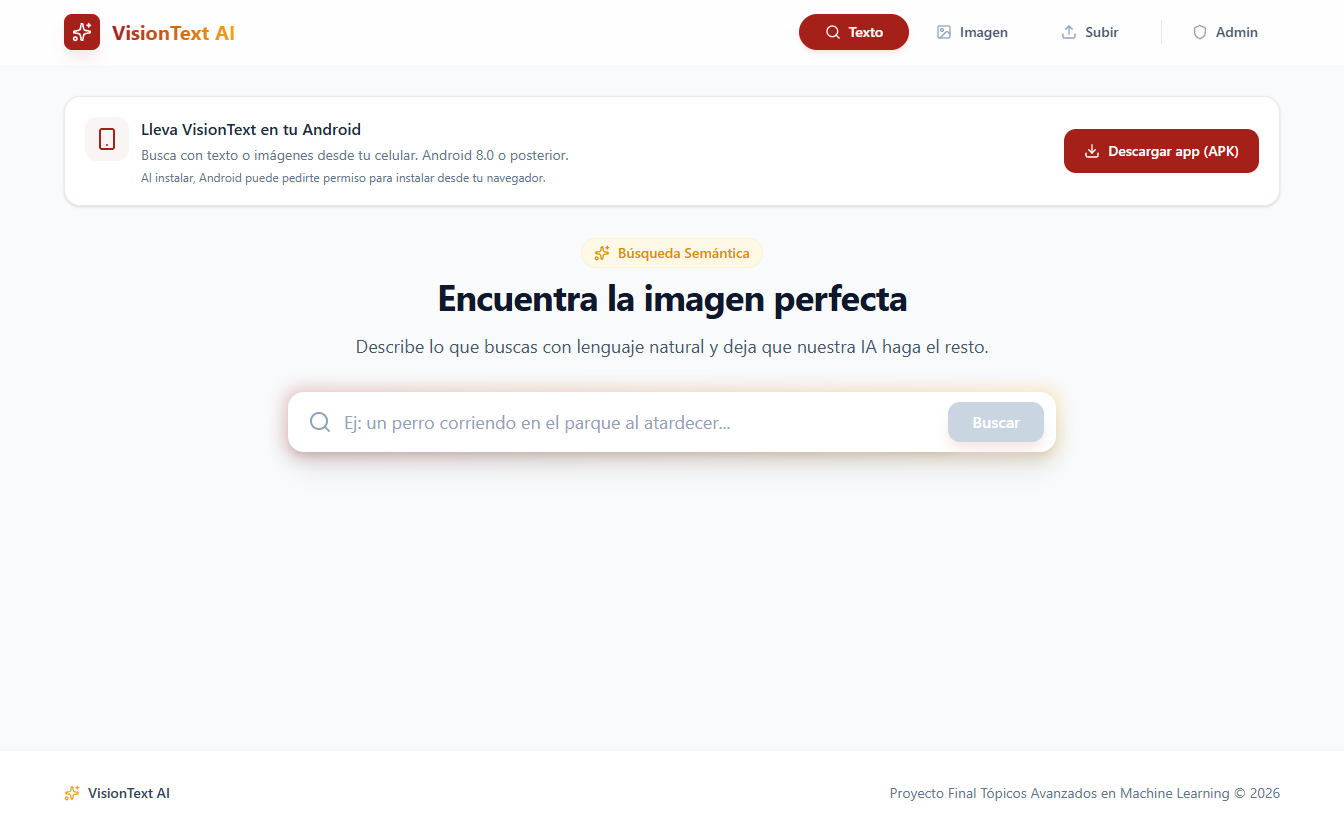 VisionText AI
Texto
Imagen
Subir
Admin
Lleva VisionText en tu Android
Busca con texto o imágenes desde tu celular. Android 8.0 o posterior.
Al instalar, Android puede pedirte permiso para instalar desde tu navegador.
Descargar app (APK)
Búsqueda Semántica
Encuentra la imagen perfecta
Describe lo que buscas con lenguaje natural y deja que nuestra IA haga el resto.
Ej: un perro corriendo en el parque al atardecer...
Buscar
VisionText AI
Proyecto Final Tópicos Avanzados en Machine Learning © 2026